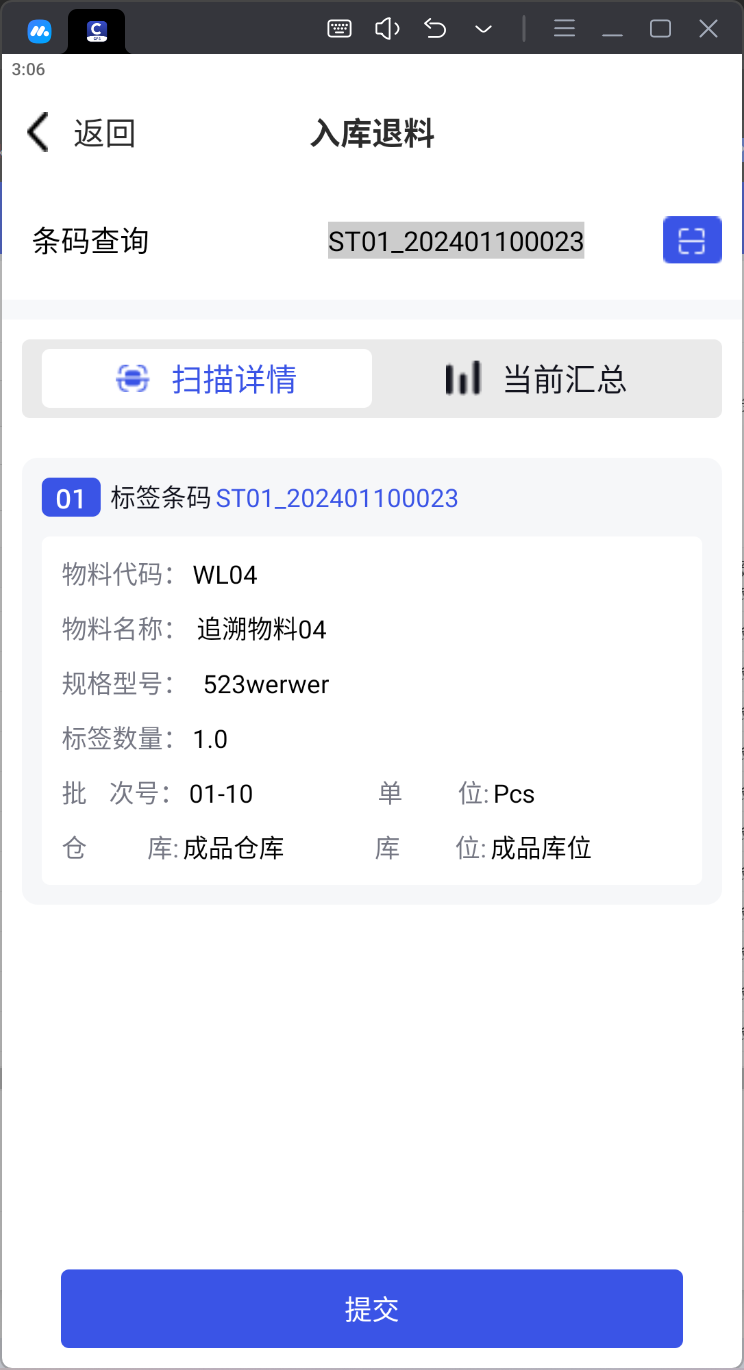 3:06
返回
入库退料
条码查询 ST01_202401100023
扫描详情 当前汇总
01 标签条码 ST01_202401100023
物料代码： WL04
物料名称： 追溯物料04
规格型号： 523werwer
标签数量： 1.0
批 次号： 01-10 单 位: Pcs
仓 库: 成品仓库 库 位: 成品库位
提交